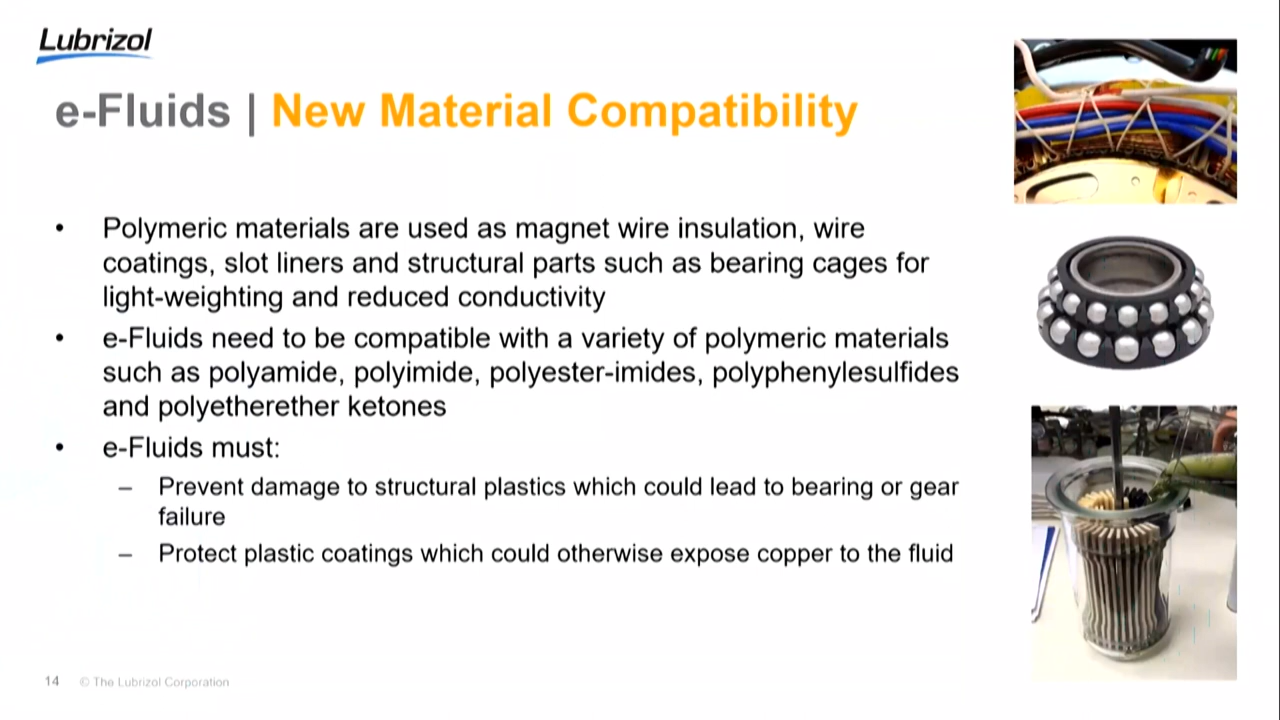 Lubrizol
e-Fluids | New Material Compatibility
• Polymeric materials are used as magnet wire insulation, wire
coatings, slot liners and structural parts such as bearing cages for
light-weighting and reduced conductivity
• e-Fluids need to be compatible with a variety of polymeric materials
such as polyamide, polyimide, polyester-imides, polyphenylesulfides
and polyetherether ketones
• e-Fluids must:
– Prevent damage to structural plastics which could lead to bearing or gear
failure
– Protect plastic coatings which could otherwise expose copper to the fluid
14 © The Lubrizol Corporation